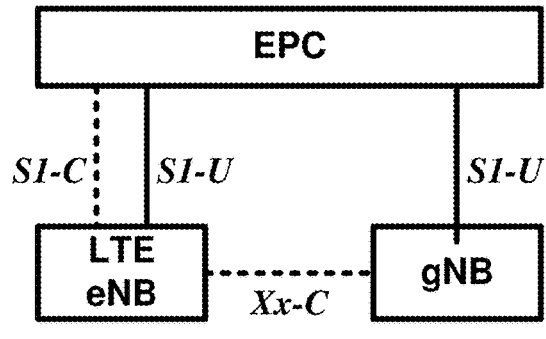 EPC
S1-C
S1-U
S1-U
LTE
eNB
gNB
Xx-C